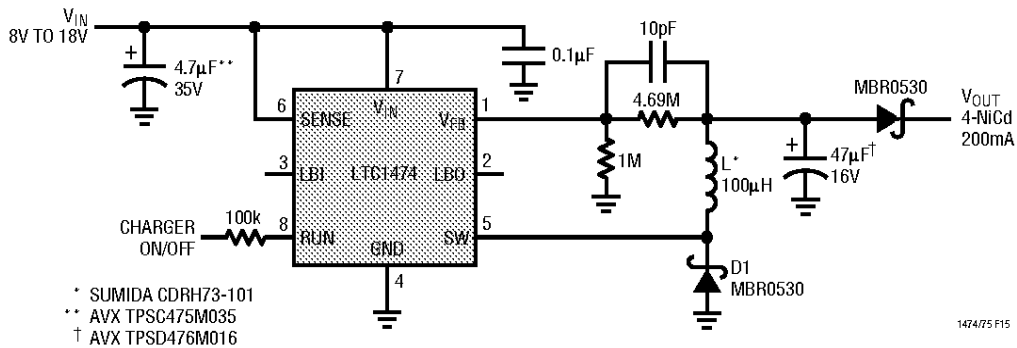 VIN
8V TO 18V
+
4.7µF**
35V
0.1µF
10pF
4.69M
MBR0530
VOUT
4-NiCd
200mA
7
VIN
6
SENSE
1
VFB
3
LBI
LTC1474
LBO
2
1M
L*
100µH
+
47µF†
16V
CHARGER
ON/OFF
100k
8
RUN
GND
SW
5
4
D1
MBR0530
* SUMIDA CDRH73-101
** AVX TPSC475M035
† AVX TPSD476M016
1474/75 F15